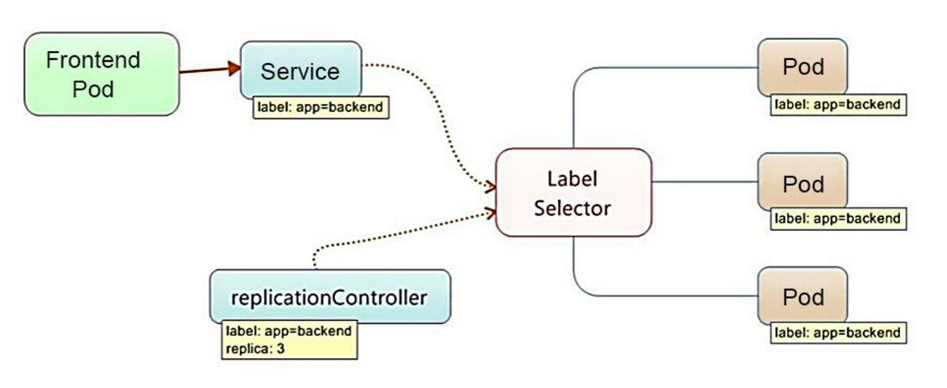 Frontend
Pod
Service
label: app=backend
replicationController
label: app=backend
replica: 3
Label
Selector
Pod
label: app=backend
Pod
label: app=backend
Pod
label: app=backend